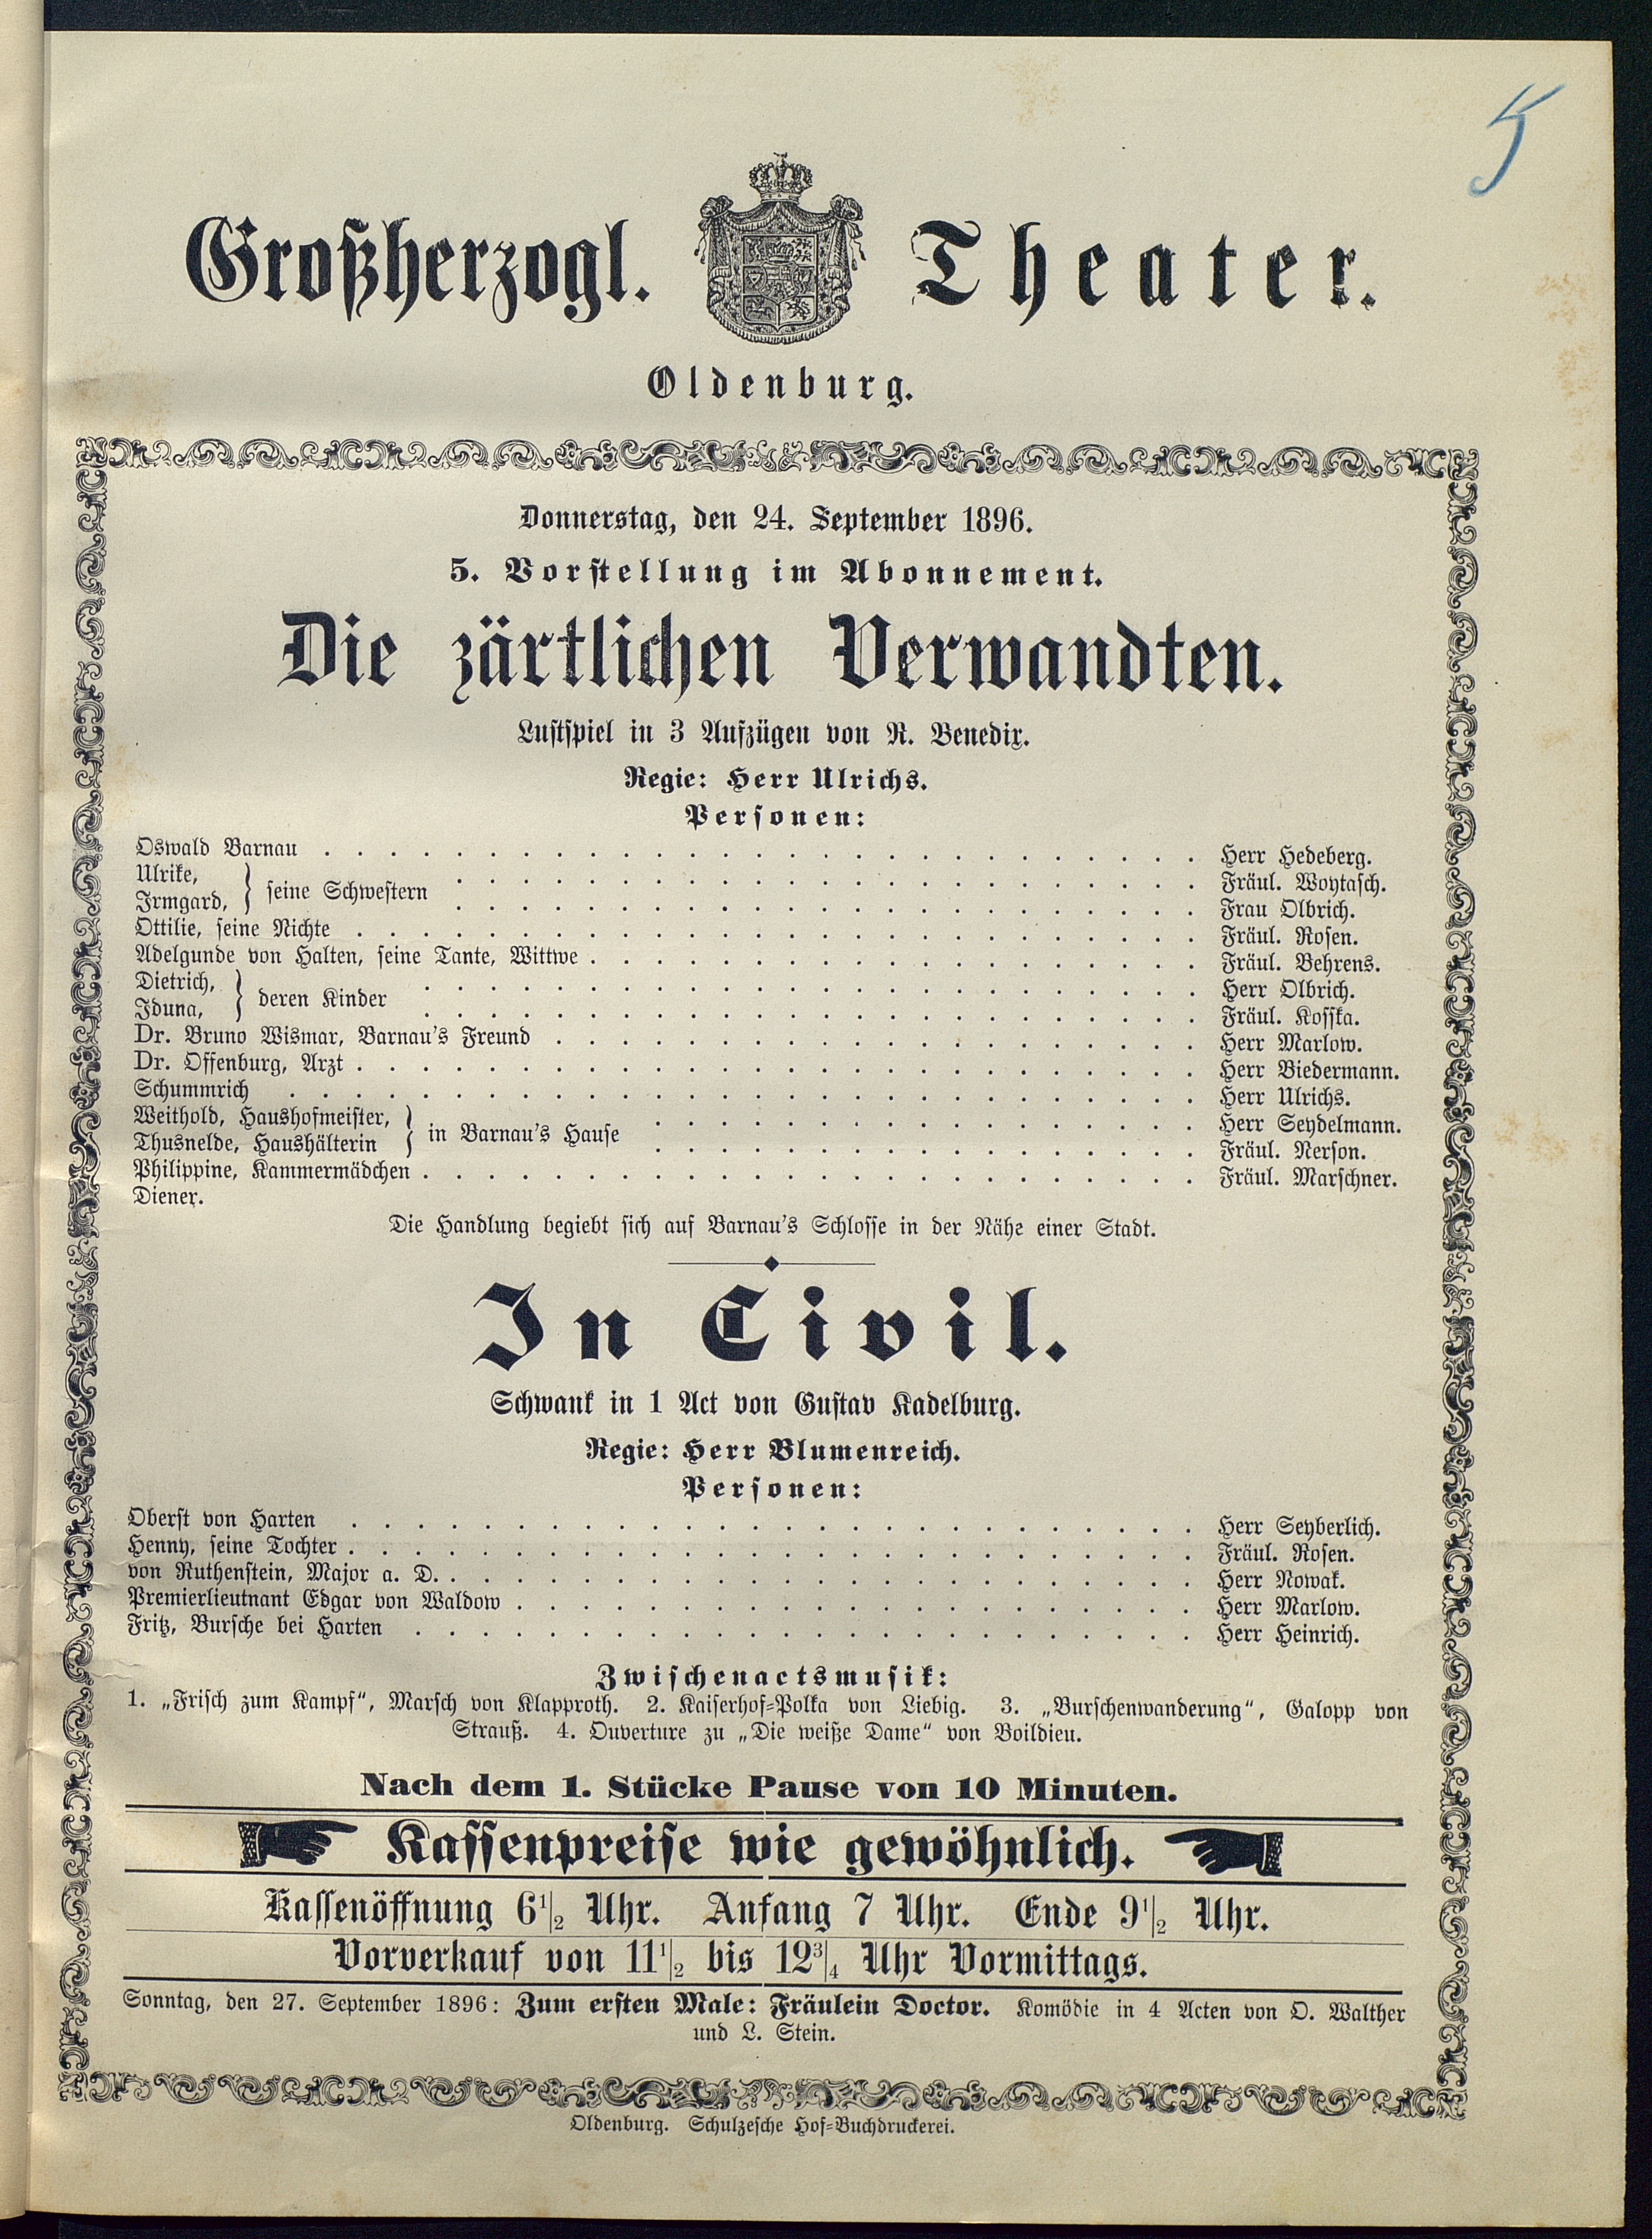 5
Großherzogl. Theater.
Oldenburg.
Donnerstag, den 24. September 1896.
5. Vorstellung im Abonnement.
Die zärtlichen Verwandten.
Lustspiel in 3 Aufzügen von R. Benedix.
Regie: Herr Ulrichs.
Personen:
Oswald Barnau . . . . . . . . . . Herr Hedeberg.
Ulrike, } seine Schwestern . . . . . . . . . . Fräul. Woytasch.
Irmgard, . . . . . . . . . . Frau Olbrich.
Ottilie, seine Nichte . . . . . . . . . . Fräul. Rosen.
Adelgunde von Halten, seine Tante, Wittwe . . . . . . . . . . Fräul. Behrens.
Dietrich, } deren Kinder . . . . . . . . . . Herr Olbrich.
Iduna, . . . . . . . . . . Fräul. Kosska.
Dr. Bruno Wismar, Barnau's Freund . . . . . . . . . . Herr Marlow.
Dr. Offenburg, Arzt . . . . . . . . . . Herr Biedermann.
Schummrich . . . . . . . . . . Herr Ulrichs.
Weithold, Haushofmeister, } in Barnau's Hause . . . . . . . . . . Herr Seydelmann.
Thusnelde, Haushälterin . . . . . . . . . . Fräul. Nerson.
Philippine, Kammermädchen . . . . . . . . . . Fräul. Marschner.
Diener.
Die Handlung begiebt sich auf Barnau's Schlosse in der Nähe einer Stadt.
In Civil.
Schwank in 1 Act von Gustav Kadelburg.
Regie: Herr Blumenreich.
Personen:
Oberst von Harten . . . . . . . . . . Herr Seyberlich.
Henny, seine Tochter . . . . . . . . . . Fräul. Rosen.
von Ruthenstein, Major a. D. . . . . . . . . . . Herr Nowak.
Premierlieutnant Edgar von Waldow . . . . . . . . . . Herr Marlow.
Fritz, Bursche bei Harten . . . . . . . . . . Herr Heinrich.
Zwischenactsmusik:
1. „Frisch zum Kampf“, Marsch von Klapproth. 2. Kaiserhof-Polka von Liebig. 3. „Burschenwanderung“, Galopp von
Strauß. 4. Ouverture zu „Die weiße Dame“ von Boildieu.
Nach dem 1. Stücke Pause von 10 Minuten.
Kassenpreise wie gewöhnlich.
Kassenöffnung 6 1/2 Uhr. Anfang 7 Uhr. Ende 9 1/2 Uhr.
Vorverkauf von 11 1/2 bis 12 3/4 Uhr Vormittags.
Sonntag, den 27. September 1896: Zum ersten Male: Fräulein Doctor. Komödie in 4 Acten von O. Walther
und L. Stein.
Oldenburg. Schulzesche Hof-Buchdruckerei.